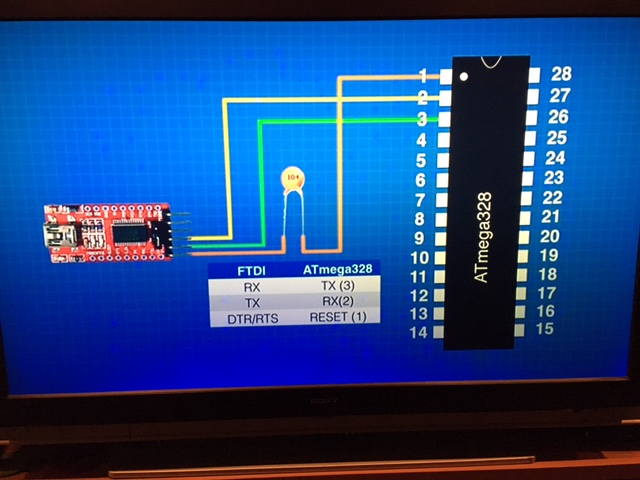 1 28
2 27
3 26
4 25
5 24
6 23
7 22
8 21
9 20
10 19
11 18
12 17
13 16
14 15
ATmega328
104
FTDI ATmega328
RX TX (3)
TX RX(2)
DTR/RTS RESET (1)
SONY